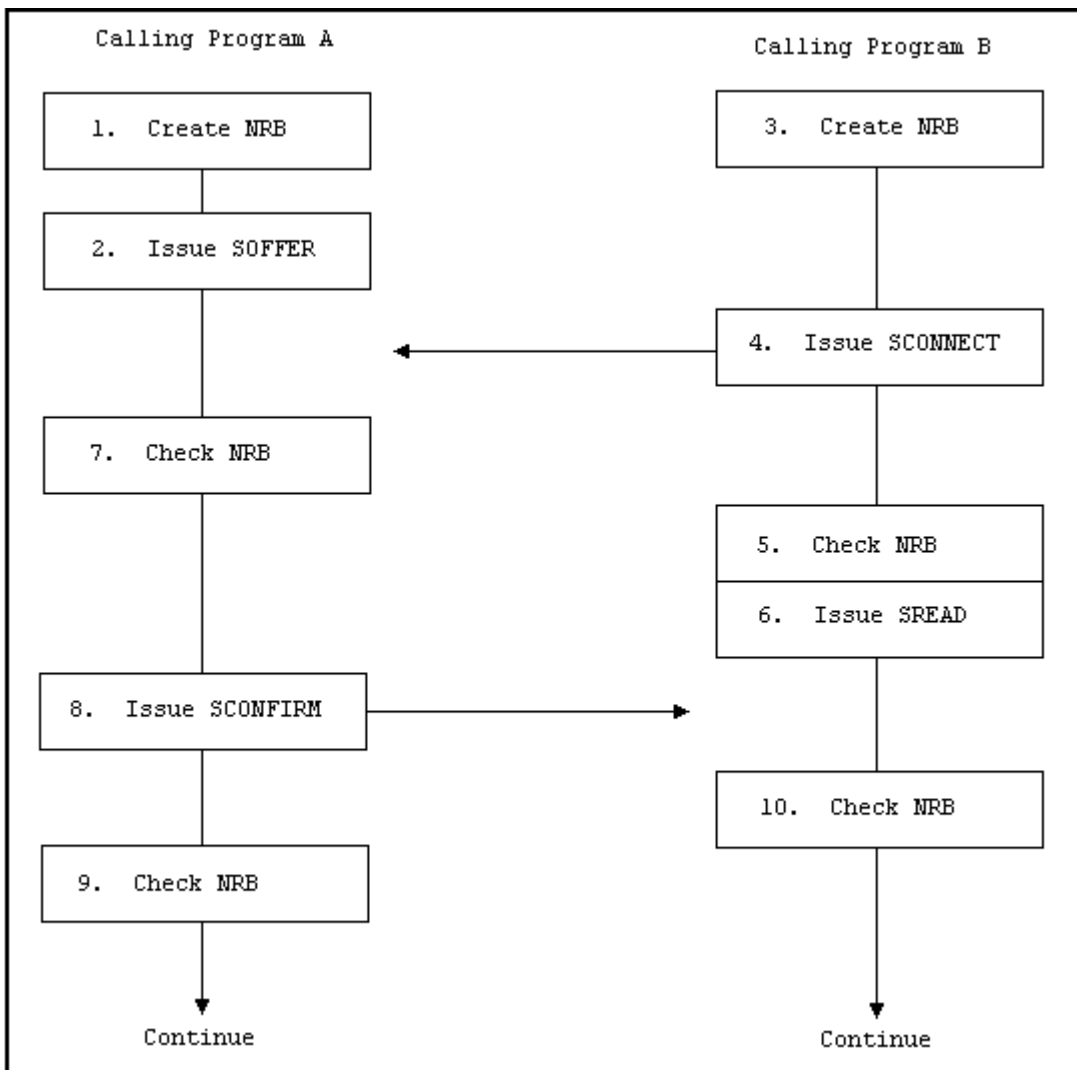 Calling Program A
Calling Program B
1. Create NRB
3. Create NRB
2. Issue SOFFER
4. Issue SCONNECT
7. Check NRB
5. Check NRB
6. Issue SREAD
8. Issue SCONFIRM
10. Check NRB
9. Check NRB
Continue
Continue